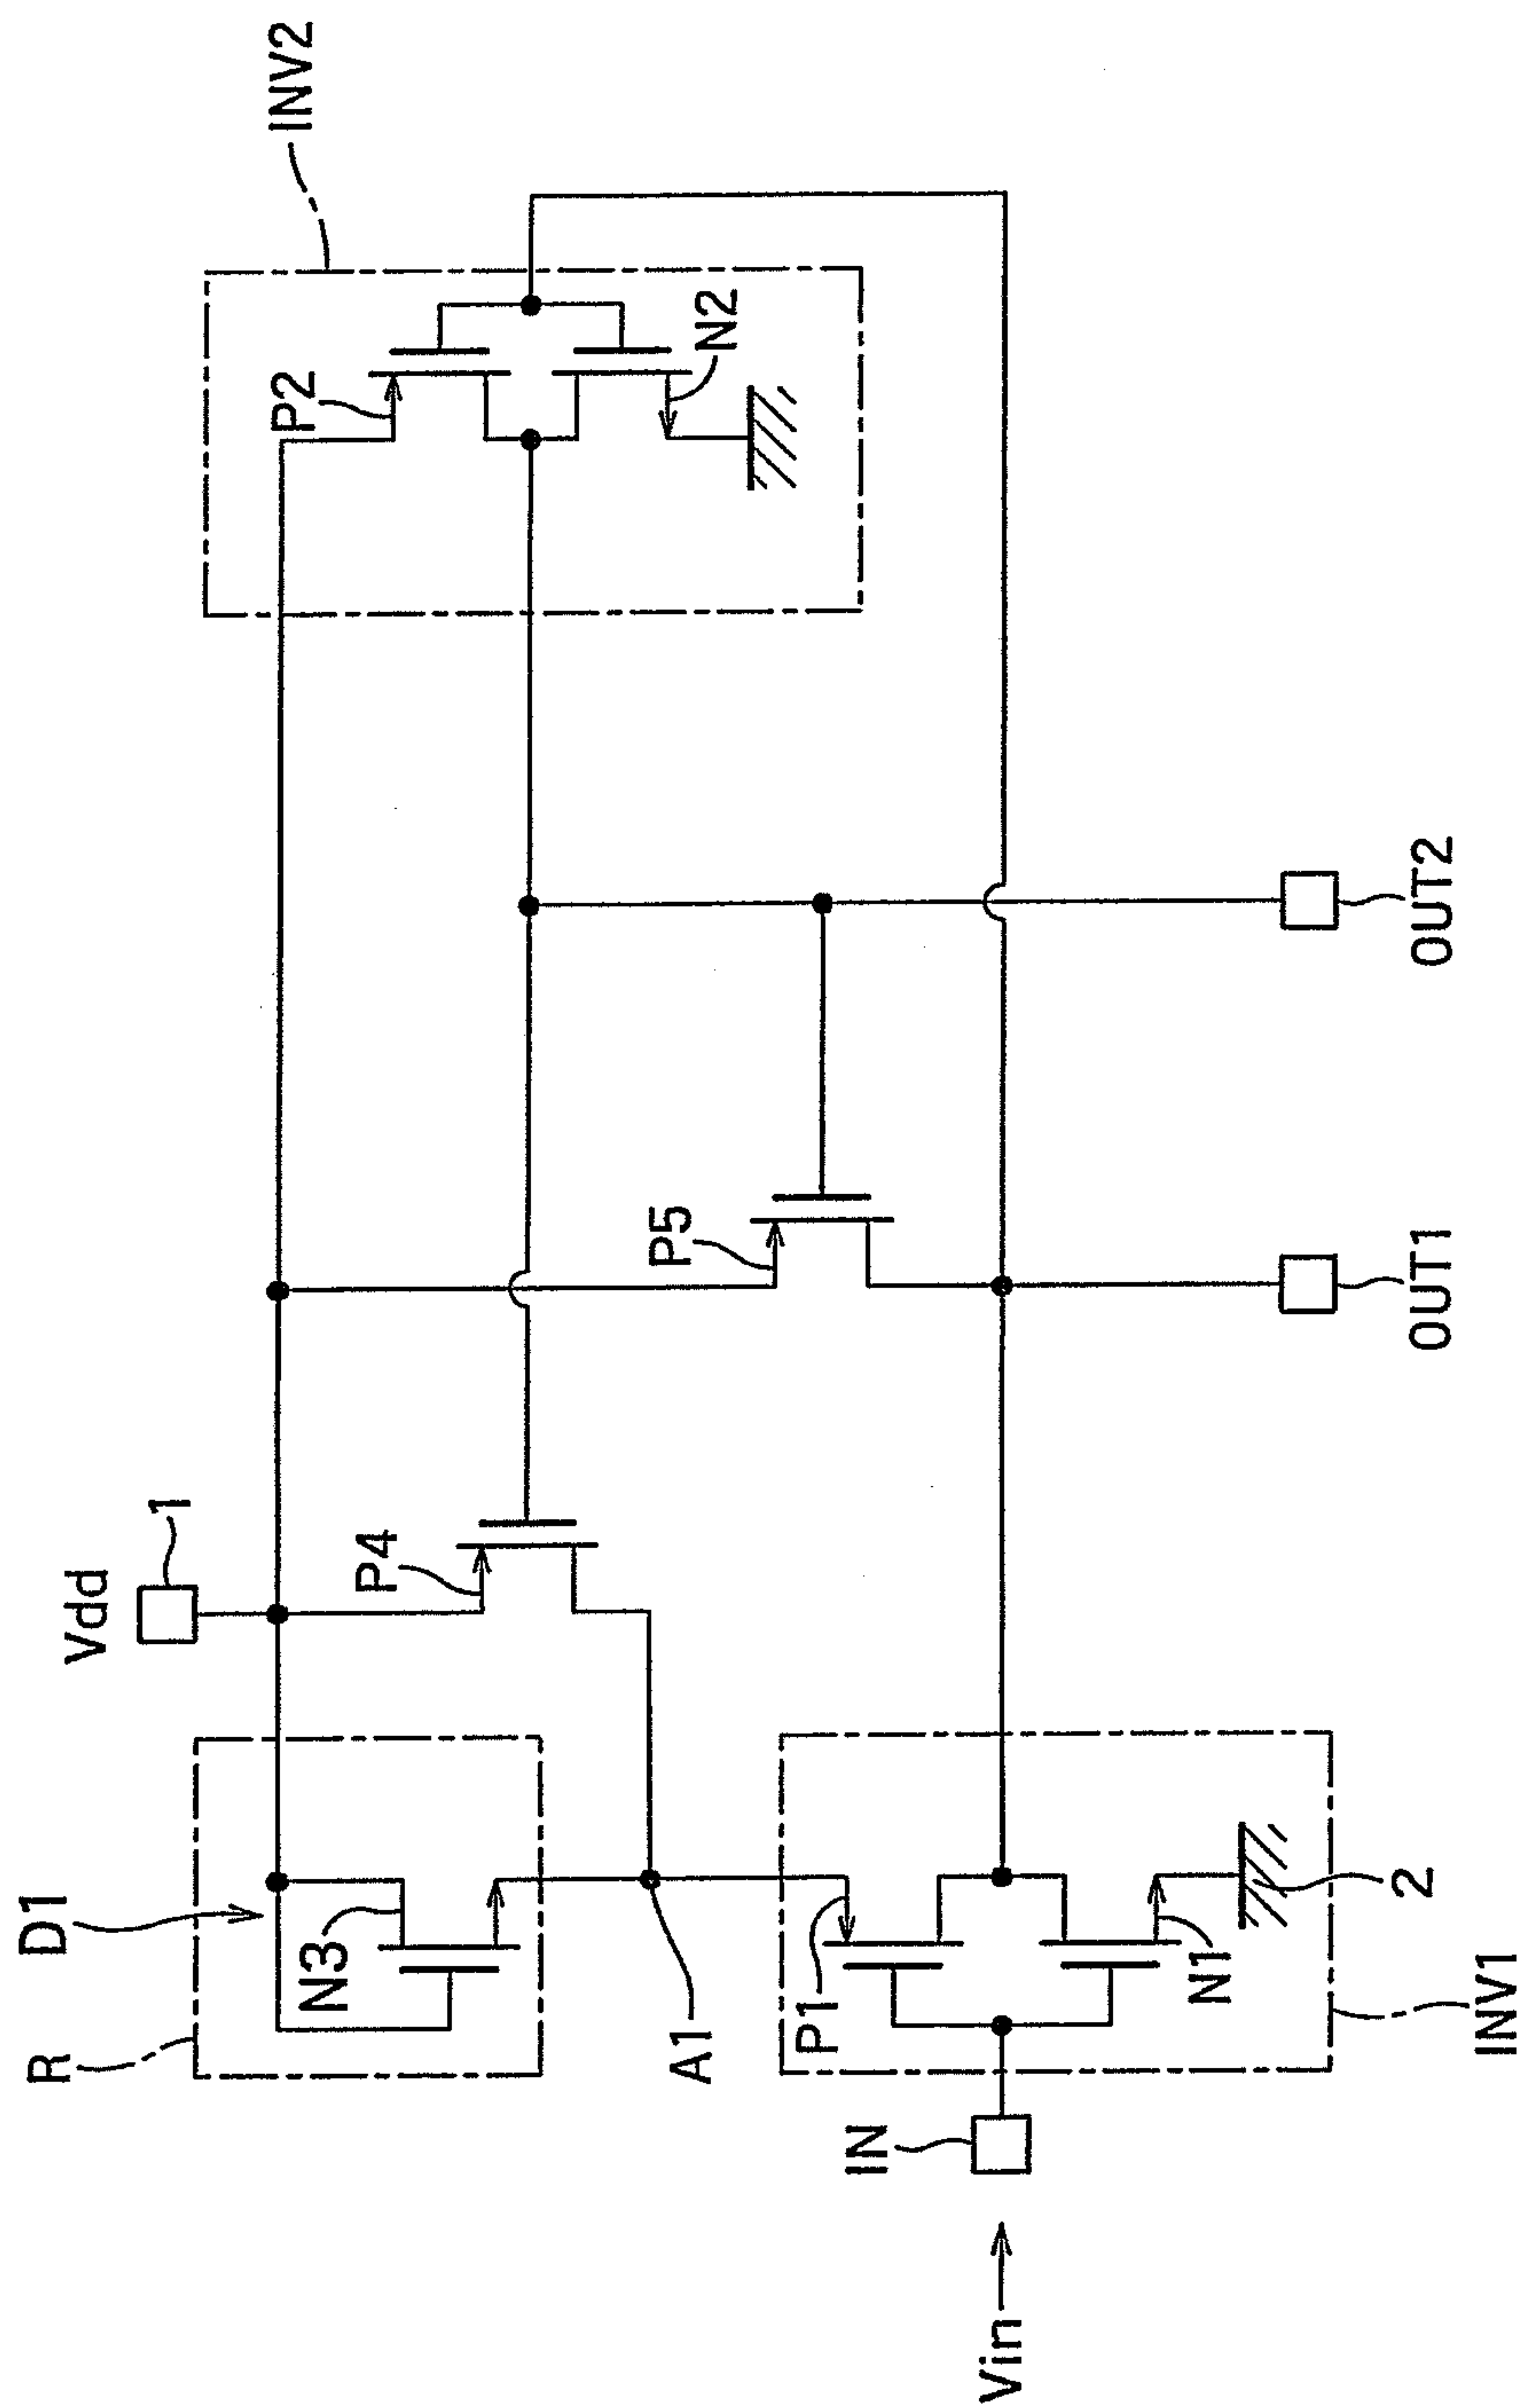 Vdd
1
D1
R
N3
P4
P2
INV2
N2
A1
P5
P1
IN
Vin
N1
2
INV1
OUT1
OUT2